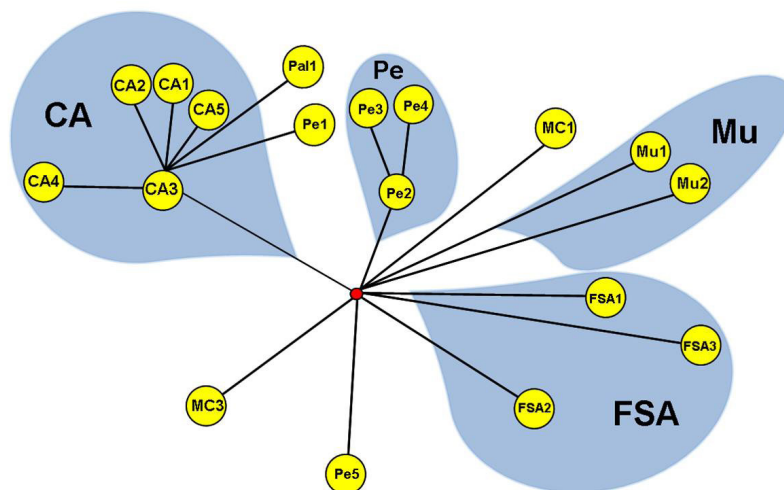 Pal1
Pe
CA2
CA1
CA5
Pe3
Pe4
CA
Pe1
MC1
Mu
Mu1
CA4
CA3
Pe2
Mu2
FSA1
FSA3
MC3
FSA2
FSA
Pe5